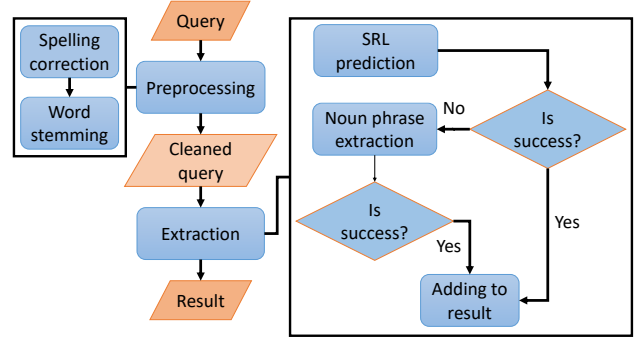 Spelling
correction
Word
stemming
Query
Preprocessing
Cleaned
query
Extraction
Result
SRL
prediction
Is
success?
No
Noun phrase
extraction
Is
success?
Yes
Yes
Adding to
result